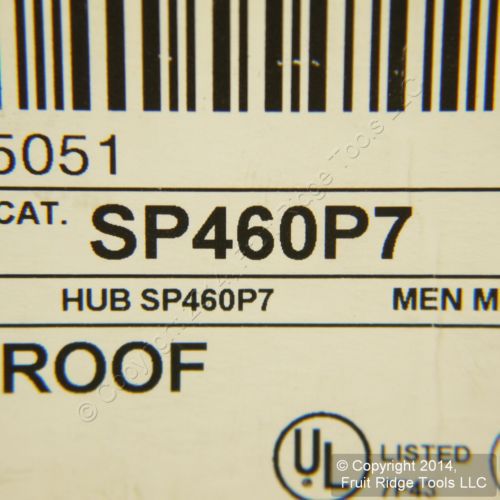 5051
CAT. SP460P7
HUB SP460P7 MEN M
ROOF
UL LISTED
© Copyright 2014,
Fruit Ridge Tools LLC